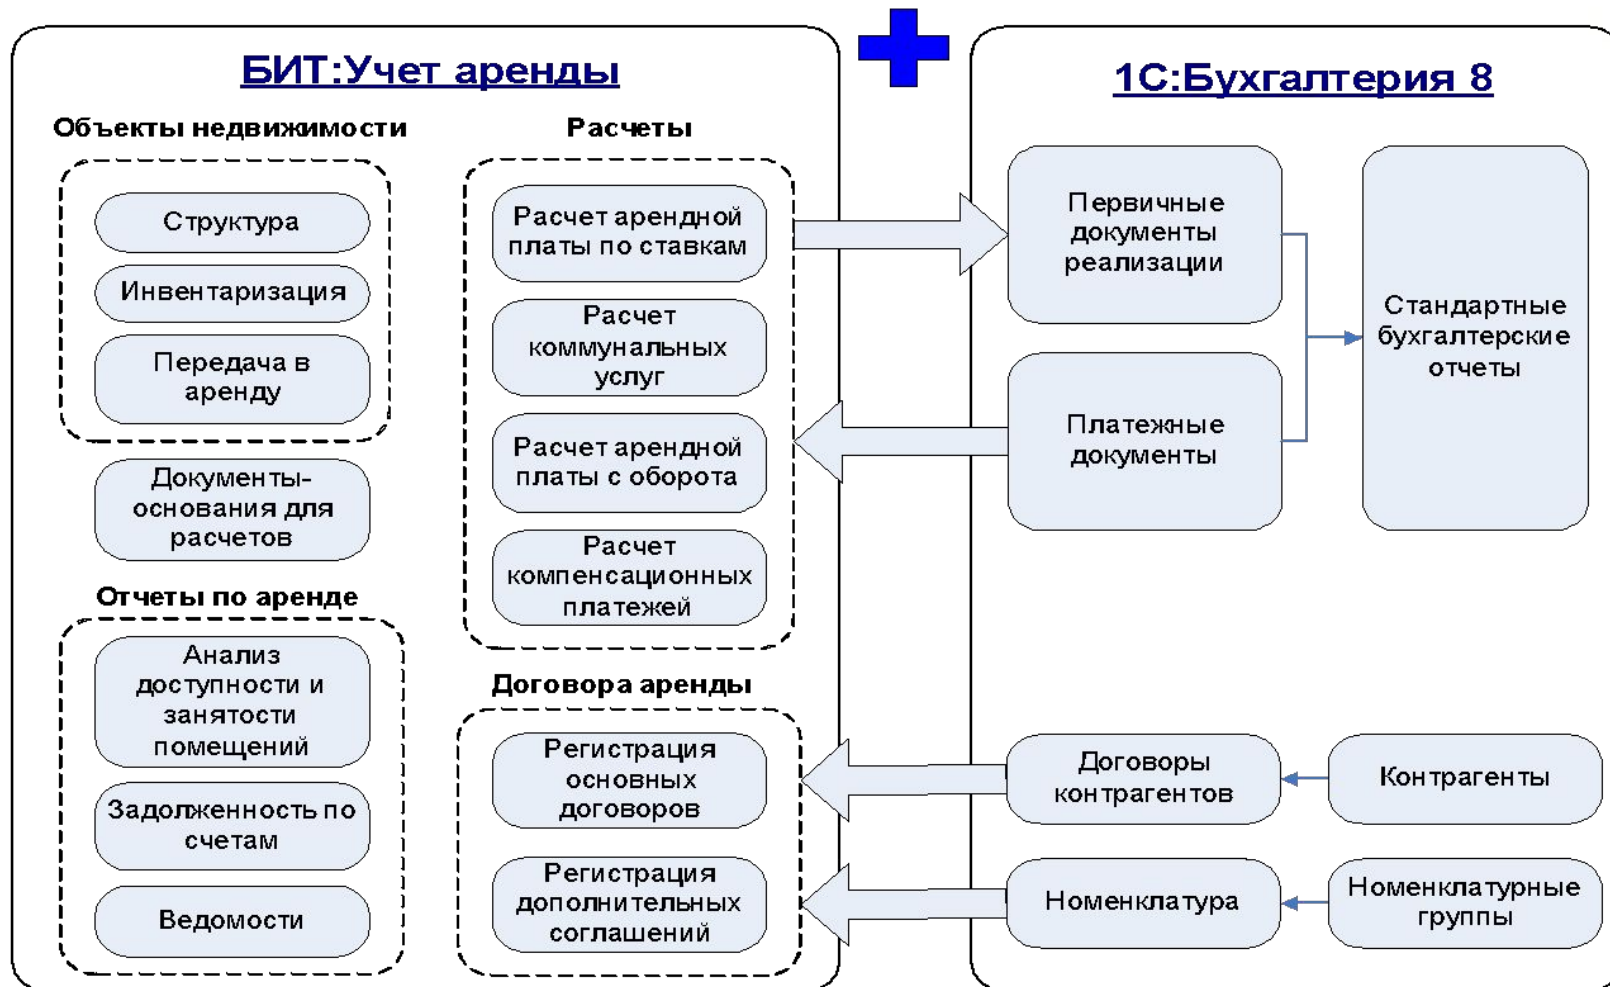 БИТ:Учет аренды
Объекты недвижимости
Структура
Инвентаризация
Передача в
аренду
Документы-
основания для
расчетов
Отчеты по аренде
Анализ
доступности и
занятости
помещений
Задолженность по
счетам
Ведомости
Расчеты
Расчет арендной
платы по ставкам
Расчет
коммунальных
услуг
Расчет арендной
платы с оборота
Расчет
компенсационных
платежей
Договора аренды
Регистрация
основных
договоров
Регистрация
дополнительных
соглашений
1С:Бухгалтерия 8
Первичные
документы
реализации
Платежные
документы
Стандартные
бухгалтерские
отчеты
Договоры
контрагентов
Контрагенты
Номенклатура
Номенклатурные
группы